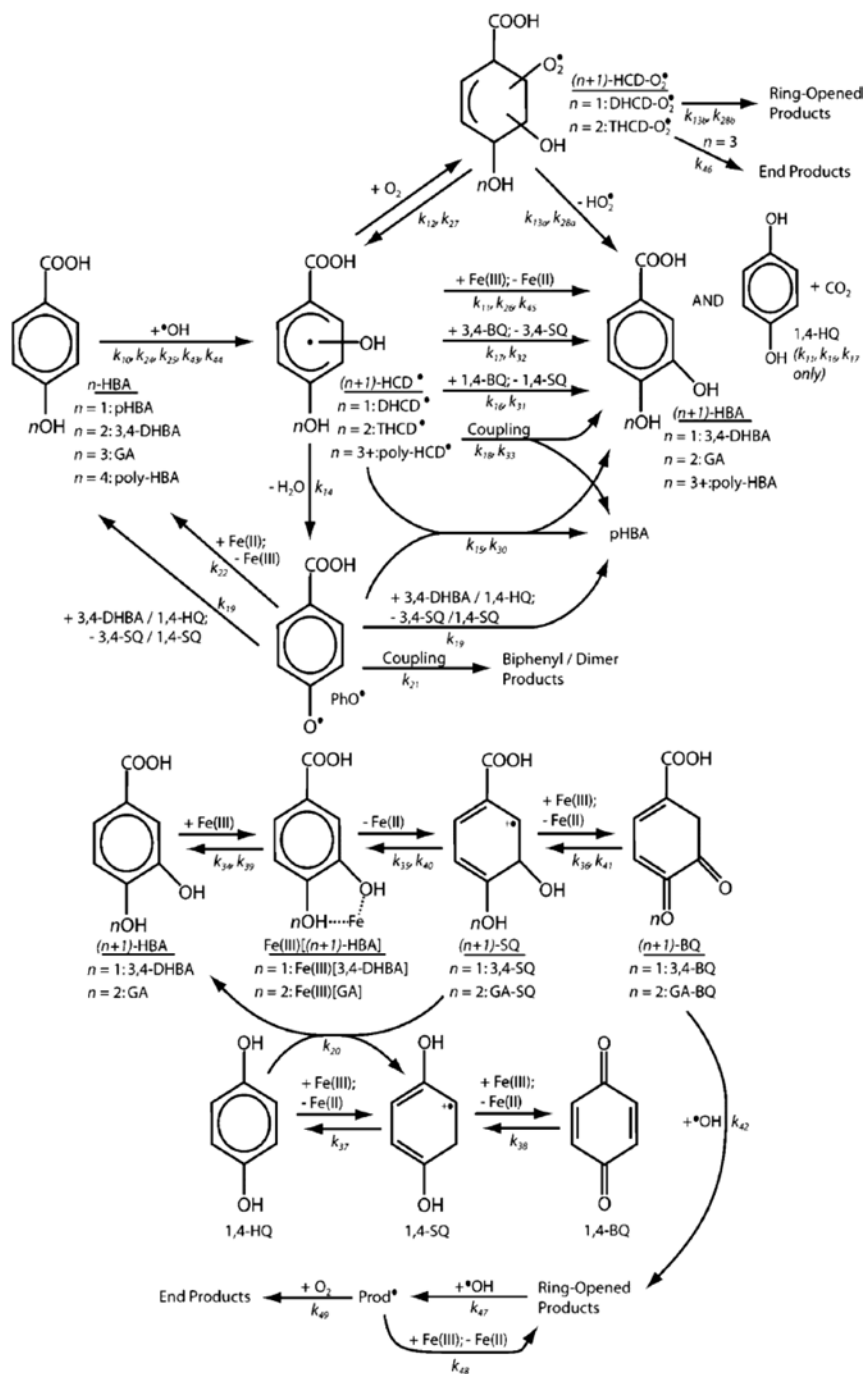 COOH
O₂•
(n+1)-HCD-O₂•
n = 1: DHCD-O₂•
n = 2: THCD-O₂•
k13b, k28b
Ring-Opened
Products
n = 3
k46
End Products
OH
nOH
+ O₂
k12, k27
- HO₂•
k13a, k28a
COOH
+•OH
k10, k24, k25, k43, k44
nOH
n-HBA
n = 1: pHBA
n = 2: 3,4-DHBA
n = 3: GA
n = 4: poly-HBA
COOH
•
OH
nOH
(n+1)-HCD•
n = 1: DHCD•
n = 2: THCD•
n = 3+: poly-HCD•
+ Fe(III); - Fe(II)
k11, k26, k45
+ 3,4-BQ; - 3,4-SQ
k17, k32
+ 1,4-BQ; - 1,4-SQ
k16, k31
Coupling
k18, k33
COOH
OH
nOH
AND
OH
OH
+ CO₂
1,4-HQ
(k11, k16, k17
only)
(n+1)-HBA
n = 1: 3,4-DHBA
n = 2: GA
n = 3+: poly-HBA
- H₂O
k14
k15, k30
pHBA
+ Fe(II);
- Fe(III)
k22
k19
+ 3,4-DHBA / 1,4-HQ;
- 3,4-SQ / 1,4-SQ
COOH
O•
PhO•
+ 3,4-DHBA / 1,4-HQ;
- 3,4-SQ / 1,4-SQ
k19
Coupling
k21
Biphenyl / Dimer
Products
COOH
OH
nOH
(n+1)-HBA
n = 1: 3,4-DHBA
n = 2: GA
+ Fe(III)
k34, k39
COOH
OH
nOH
Fe
Fe(III)[(n+1)-HBA]
n = 1: Fe(III)[3,4-DHBA]
n = 2: Fe(III)[GA]
- Fe(II)
k35, k40
COOH
+•
OH
nOH
(n+1)-SQ
n = 1: 3,4-SQ
n = 2: GA-SQ
+ Fe(III);
- Fe(II)
k36, k41
COOH
O
nO
(n+1)-BQ
n = 1: 3,4-BQ
n = 2: GA-BQ
k20
OH
OH
1,4-HQ
+ Fe(III);
- Fe(II)
k37
OH
+•
OH
1,4-SQ
+ Fe(III);
- Fe(II)
k38
O
O
1,4-BQ
+•OH
k42
End Products
+ O₂
k49
Prod•
+•OH
k47
Ring-Opened
Products
+ Fe(III); - Fe(II)
k48